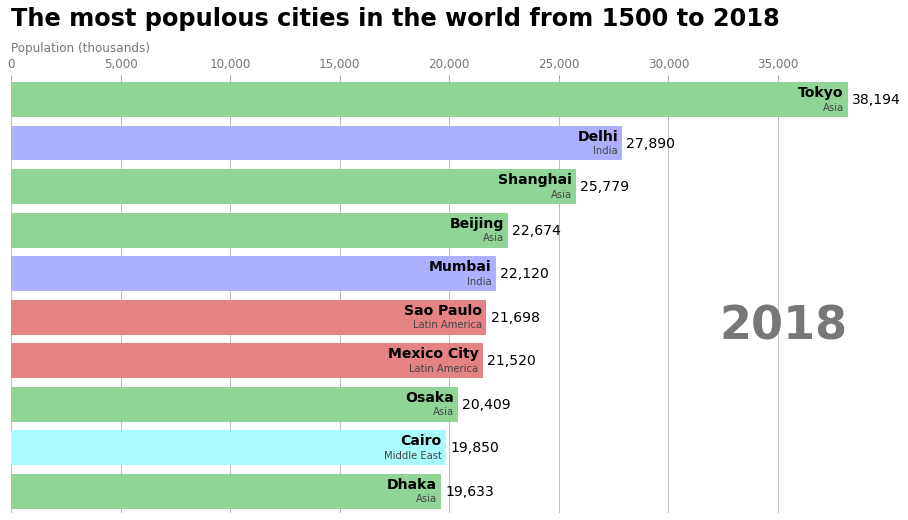 The most populous cities in the world from 1500 to 2018
Population (thousands)
0 5,000 10,000 15,000 20,000 25,000 30,000 35,000
Tokyo
Asia
38,194
Delhi
India
27,890
Shanghai
Asia
25,779
Beijing
Asia
22,674
Mumbai
India
22,120
Sao Paulo
Latin America
21,698
2018
Mexico City
Latin America
21,520
Osaka
Asia
20,409
Cairo
Middle East
19,850
Dhaka
Asia
19,633